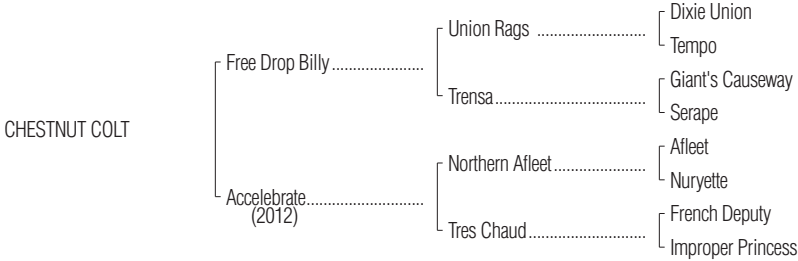 Dixie Union
Union Rags ..........................
Tempo
Free Drop Billy ......................
Giant's Causeway
Trensa ....................................
Serape
CHESTNUT COLT
Afleet
Northern Afleet ......................
Nuryette
Accelebrate ...........................
(2012)
French Deputy
Tres Chaud ............................
Improper Princess